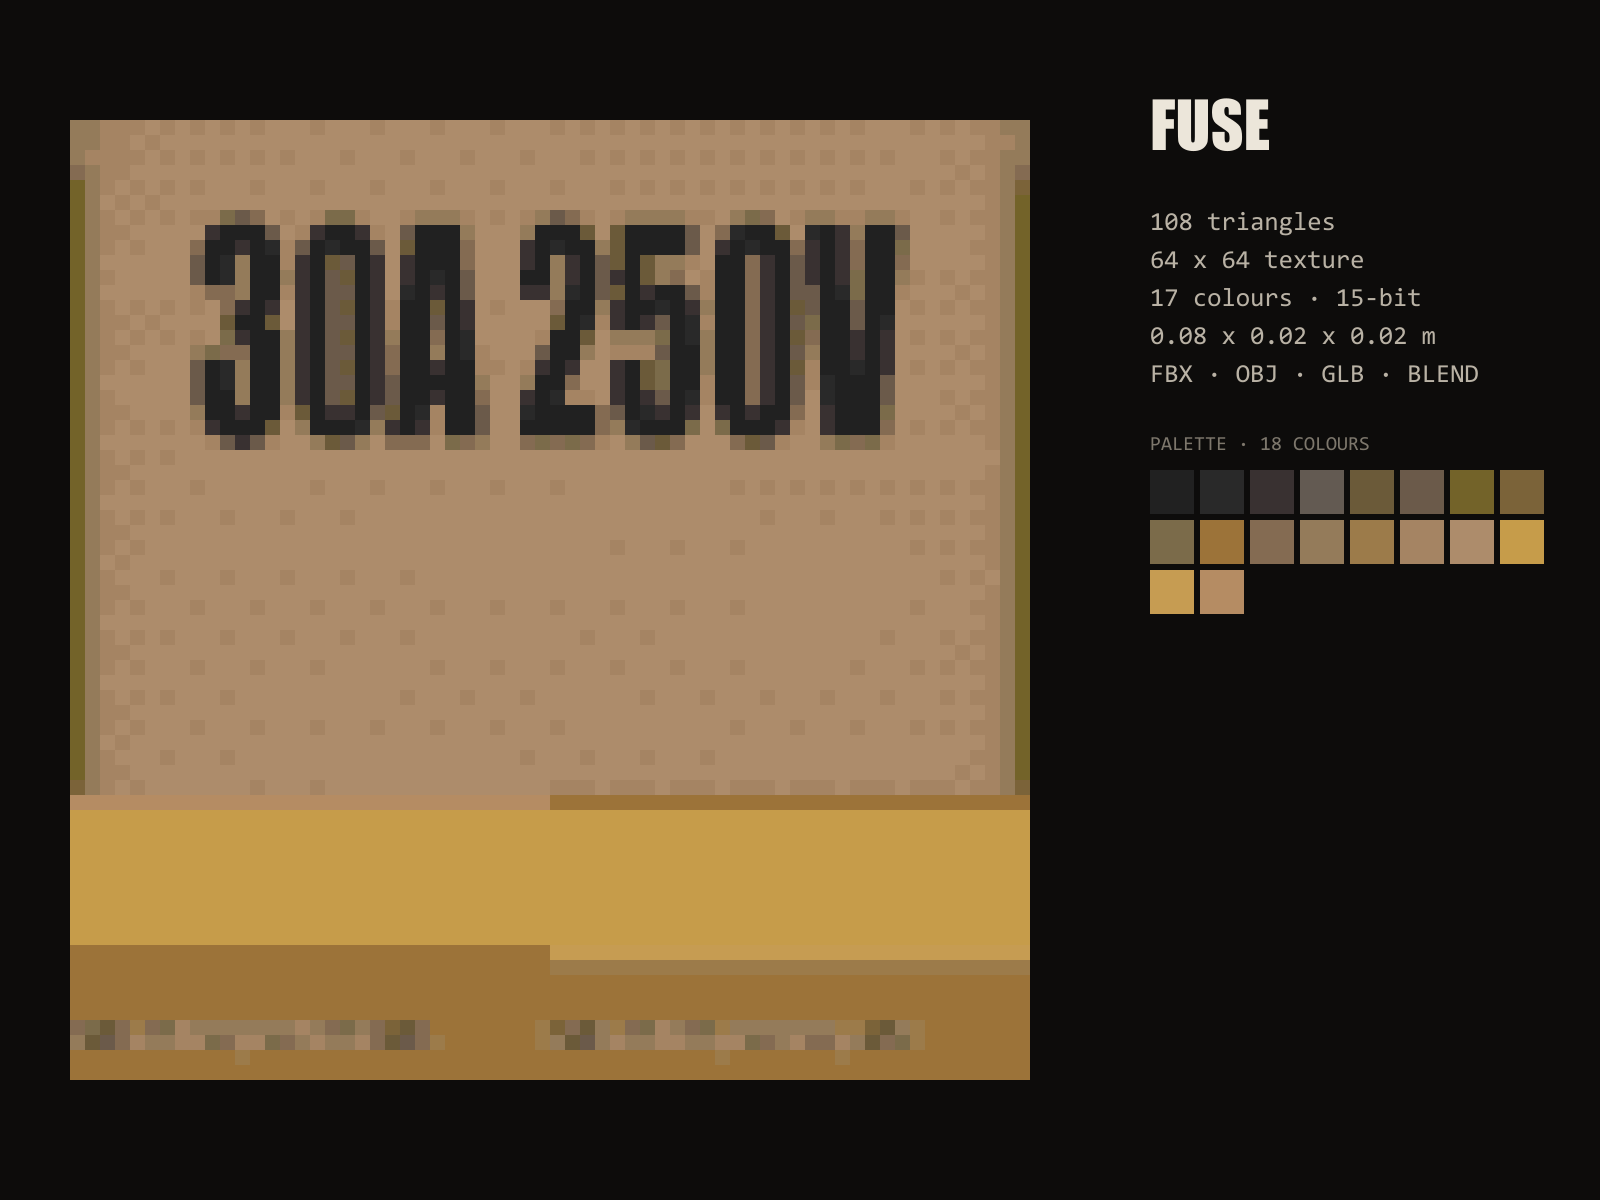 30A 250V
FUSE
108 triangles
64 x 64 texture
17 colours · 15-bit
0.08 x 0.02 x 0.02 m
FBX · OBJ · GLB · BLEND
PALETTE · 18 COLOURS